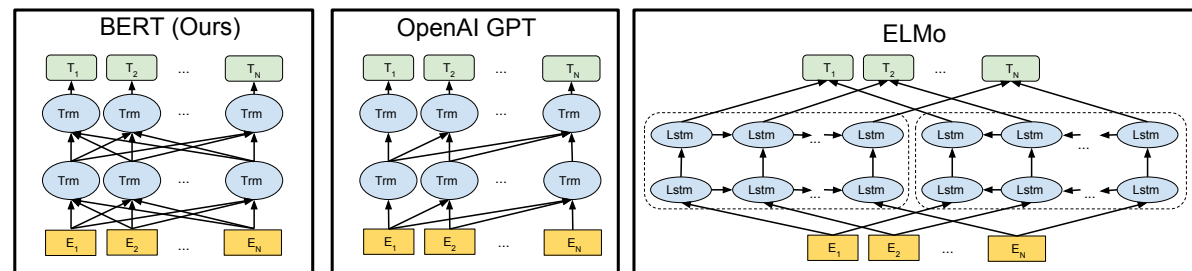 BERT (Ours)
T1 T2 ... TN
Trm Trm ... Trm
Trm Trm ... Trm
E1 E2 ... EN
OpenAI GPT
T1 T2 ... TN
Trm Trm ... Trm
Trm Trm ... Trm
E1 E2 ... EN
ELMo
T1 T2 ... TN
Lstm Lstm ... Lstm Lstm Lstm ... Lstm
Lstm Lstm ... Lstm Lstm Lstm ... Lstm
E1 E2 ... EN